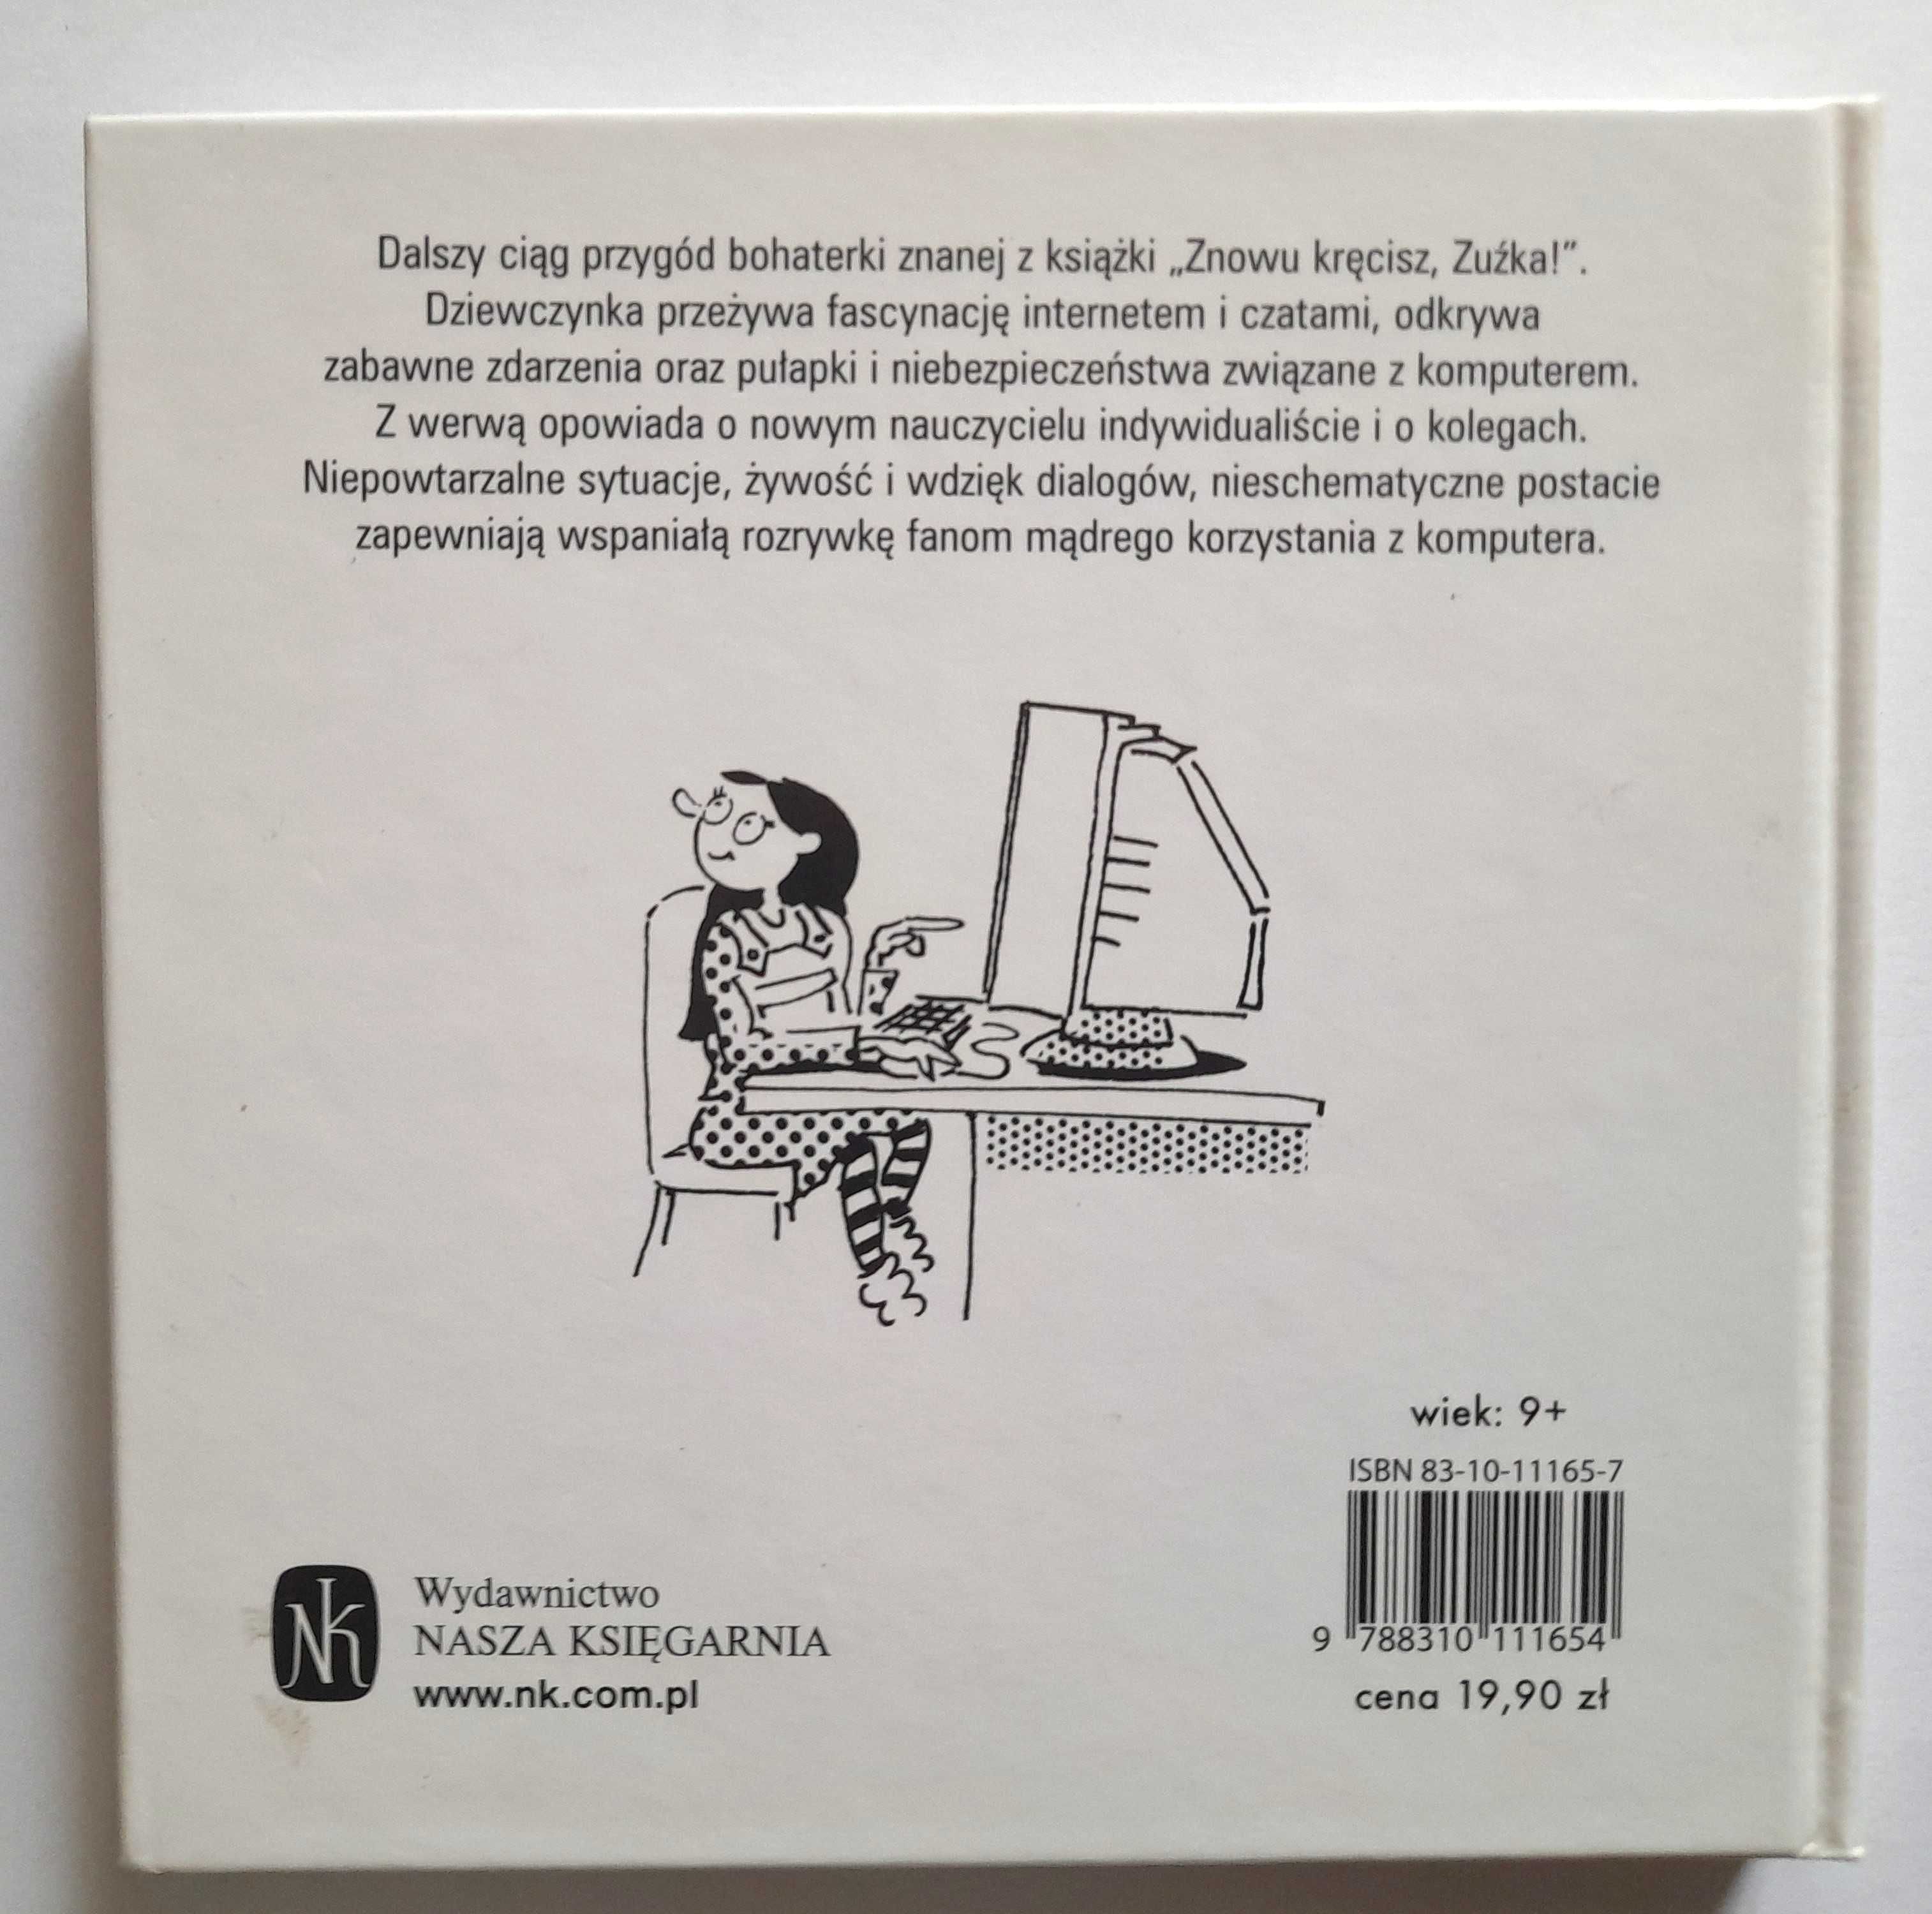 Dalszy ciąg przygód bohaterki znanej z książki „Znowu kręcisz, Zuźka!”.
Dziewczynka przeżywa fascynację internetem i czatami, odkrywa
zabawne zdarzenia oraz pułapki i niebezpieczeństwa związane z komputerem.
Z werwą opowiada o nowym nauczycielu indywidualiście i o kolegach.
Niepowtarzalne sytuacje, żywość i wdzięk dialogów, nieschematyczne postacie
zapewniają wspaniałą rozrywkę fanom mądrego korzystania z komputera.
wiek: 9+
ISBN 83-10-11165-7
9 788310 111654
cena 19,90 zł
NK
Wydawnictwo
NASZA KSIĘGARNIA
www.nk.com.pl